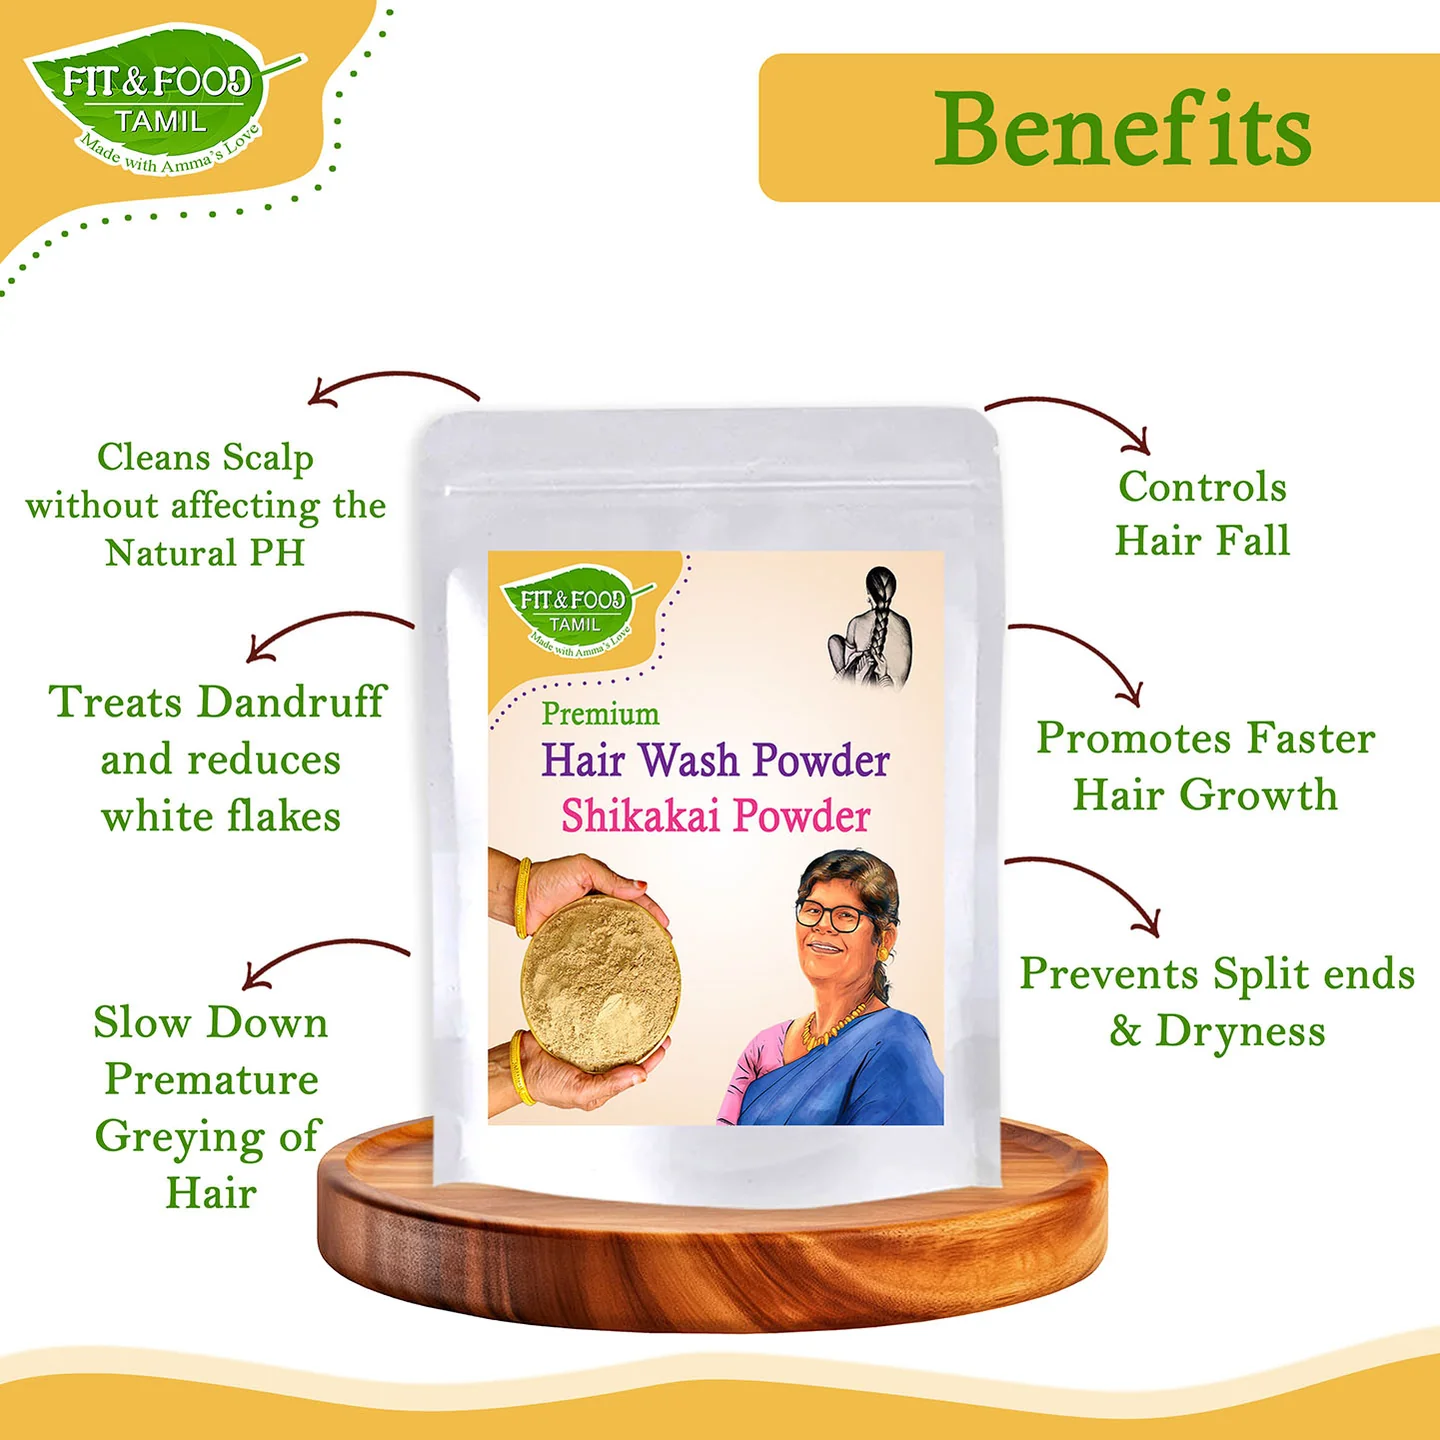 FIT & FOOD
TAMIL
Made with Amma's Love
Benefits
Cleans Scalp
without affecting the
Natural PH
Treats Dandruff
and reduces
white flakes
Slow Down
Premature
Greying of
Hair
Controls
Hair Fall
Promotes Faster
Hair Growth
Prevents Split ends
& Dryness
FIT & FOOD
TAMIL
Made with Amma's Love
Premium
Hair Wash Powder
Shikakai Powder